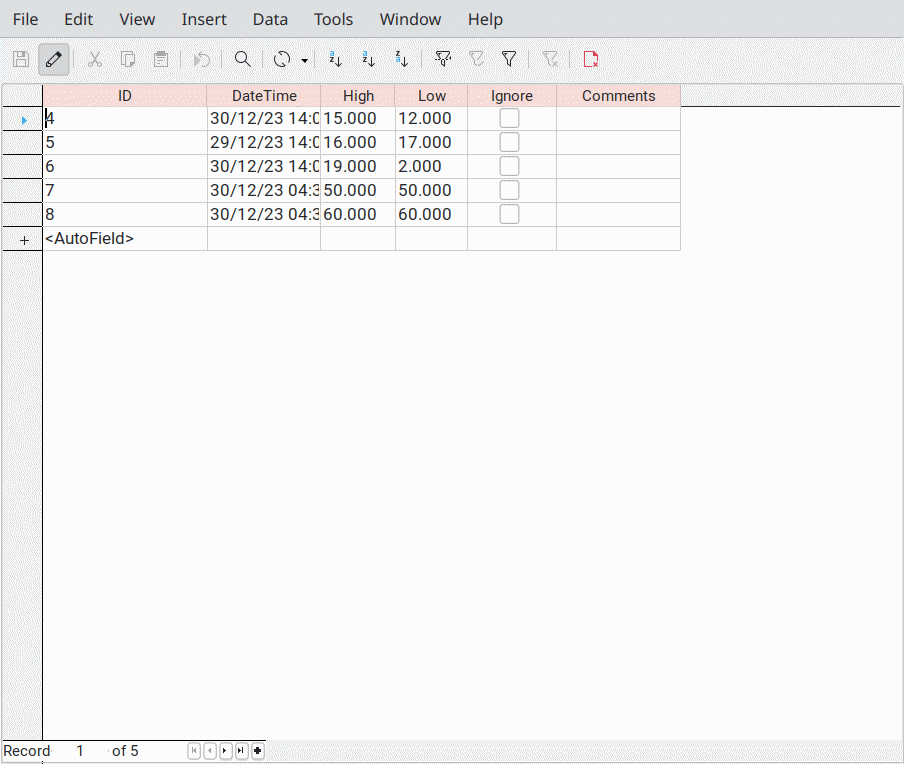 File Edit View Insert Data Tools Window Help
ID DateTime High Low Ignore Comments
4 30/12/23 14:0 15.000 12.000
5 29/12/23 14:0 16.000 17.000
6 30/12/23 14:0 19.000 2.000
7 30/12/23 04:3 50.000 50.000
8 30/12/23 04:3 60.000 60.000
<AutoField>
Record 1 of 5